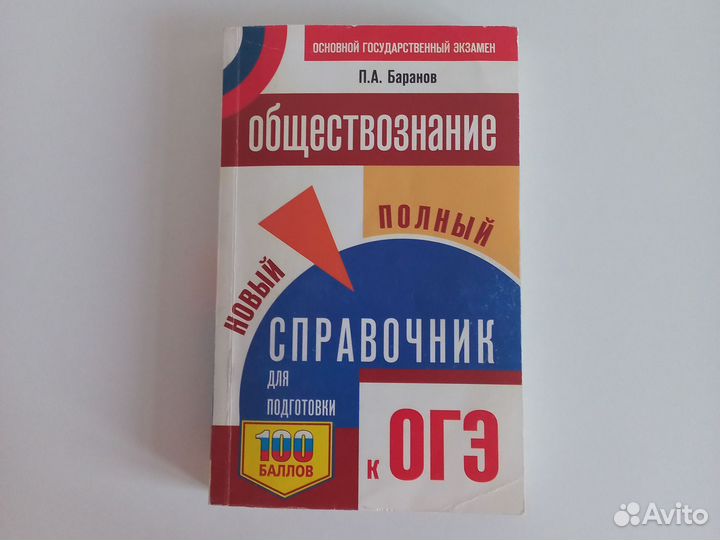 ОСНОВНОЙ ГОСУДАРСТВЕННЫЙ ЭКЗАМЕН
П.А. Баранов
ОБЩЕСТВОЗНАНИЕ
НОВЫЙ
ПОЛНЫЙ
СПРАВОЧНИК
ДЛЯ
ПОДГОТОВКИ
100
БАЛЛОВ
К ОГЭ
Avito